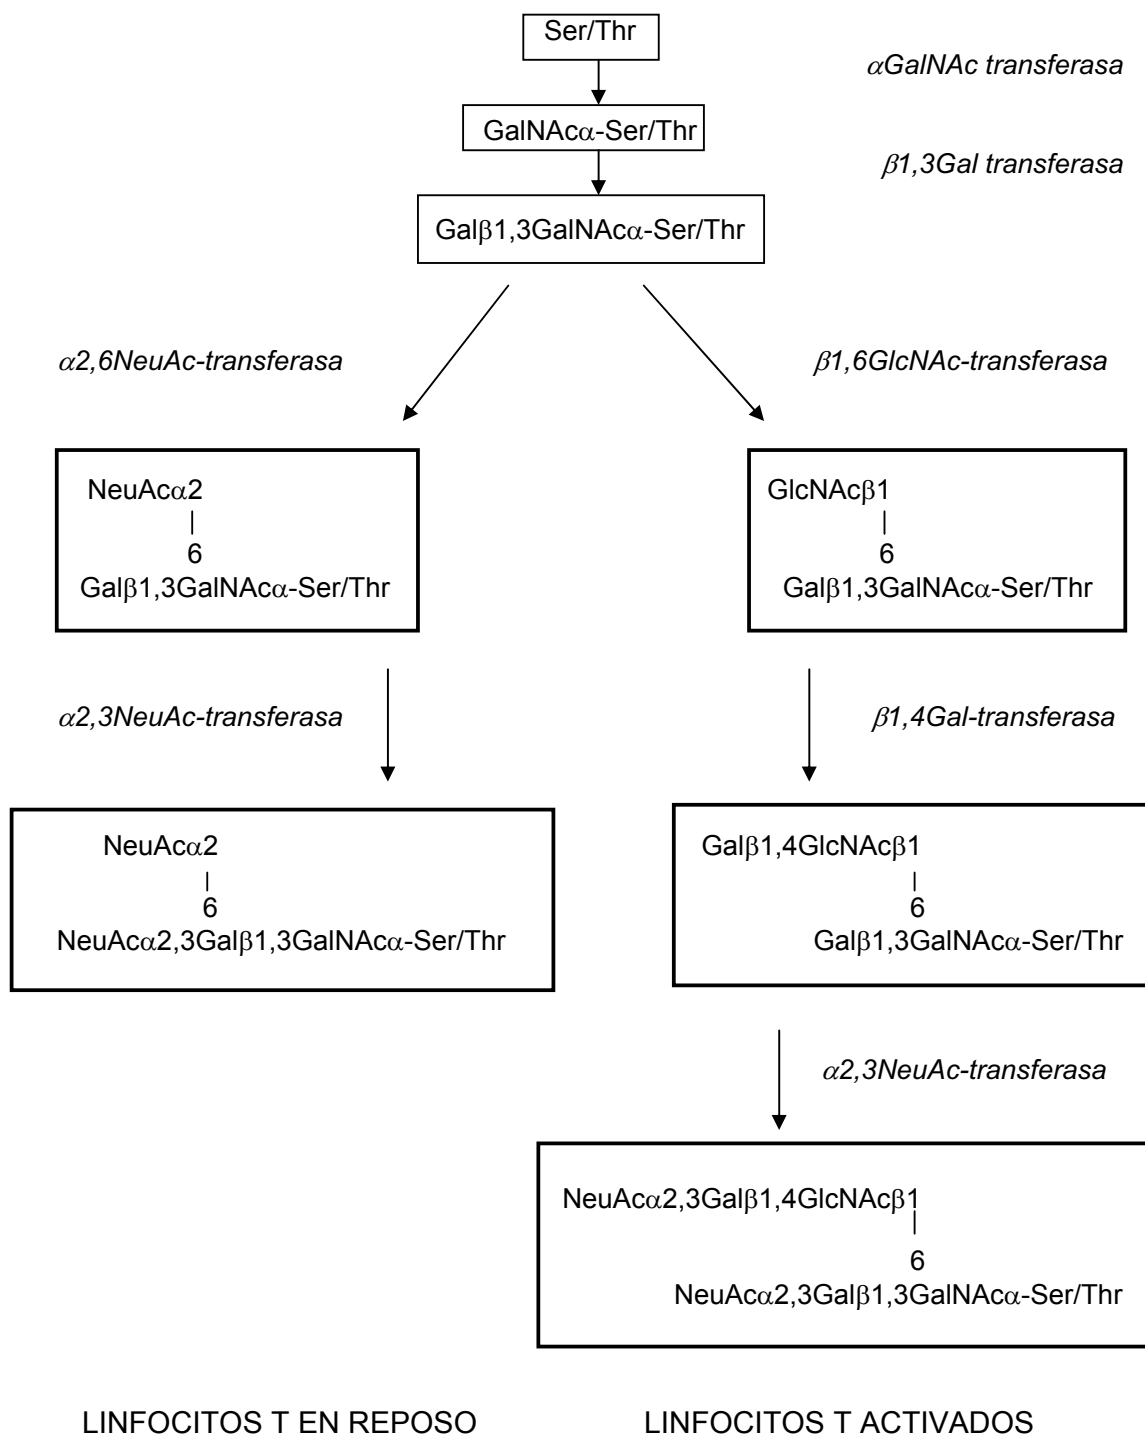 Ser/Thr
αGalNAc transferasa
GalNAcα-Ser/Thr
β1,3Gal transferasa
Galβ1,3GalNAcα-Ser/Thr
α2,6NeuAc-transferasa
β1,6GlcNAc-transferasa
NeuAcα2
|
6
Galβ1,3GalNAcα-Ser/Thr
GlcNAcβ1
|
6
Galβ1,3GalNAcα-Ser/Thr
α2,3NeuAc-transferasa
β1,4Gal-transferasa
NeuAcα2
|
6
NeuAcα2,3Galβ1,3GalNAcα-Ser/Thr
Galβ1,4GlcNAcβ1
|
6
Galβ1,3GalNAcα-Ser/Thr
α2,3NeuAc-transferasa
NeuAcα2,3Galβ1,4GlcNAcβ1
|
6
NeuAcα2,3Galβ1,3GalNAcα-Ser/Thr
LINFOCITOS T EN REPOSO
LINFOCITOS T ACTIVADOS